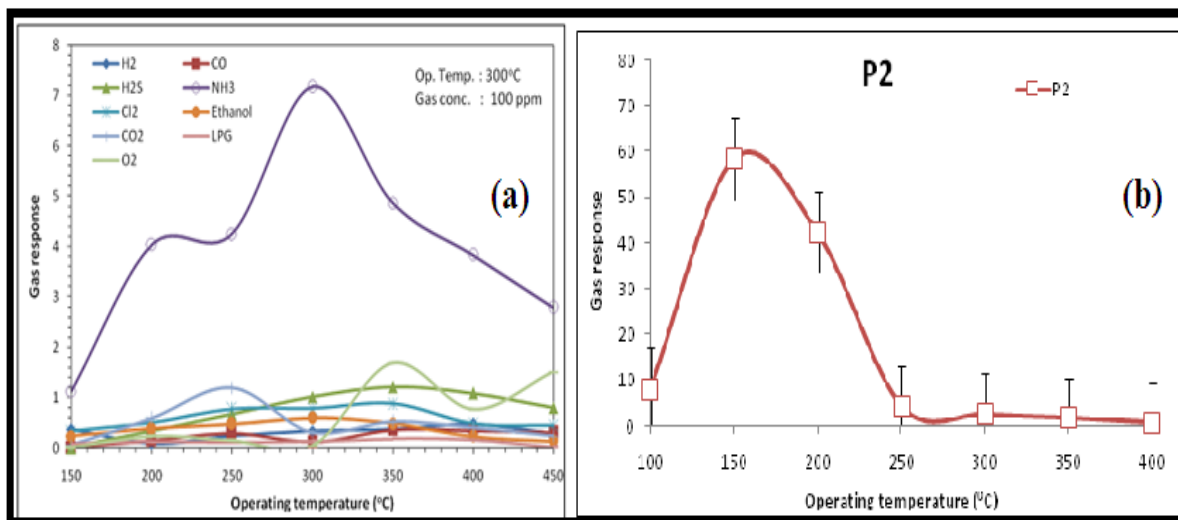 8
7
6
5
4
3
2
1
0
Gas response
H2 CO
H2S NH3
Cl2 Ethanol
CO2 LPG
O2
Op. Temp. : 300°C
Gas conc. : 100 ppm
(a)
150 200 250 300 350 400 450
Operating temperature (°C)
P2
P2
80
70
60
50
40
30
20
10
0
Gas response
(b)
100 150 200 250 300 350 400
Operating temperature (°C)